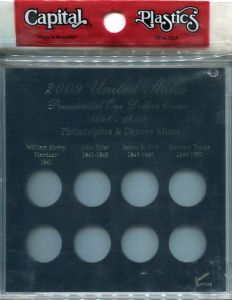 Capital Plastics
Made in Massillon Ohio, USA
2009 United States
Presidential One Dollar Coins
1841 - 1850
Philadelphia & Denver Mints
William Henry Harrison 1841
John Tyler 1841-1845
James K. Polk 1845-1849
Zachary Taylor 1849-1850